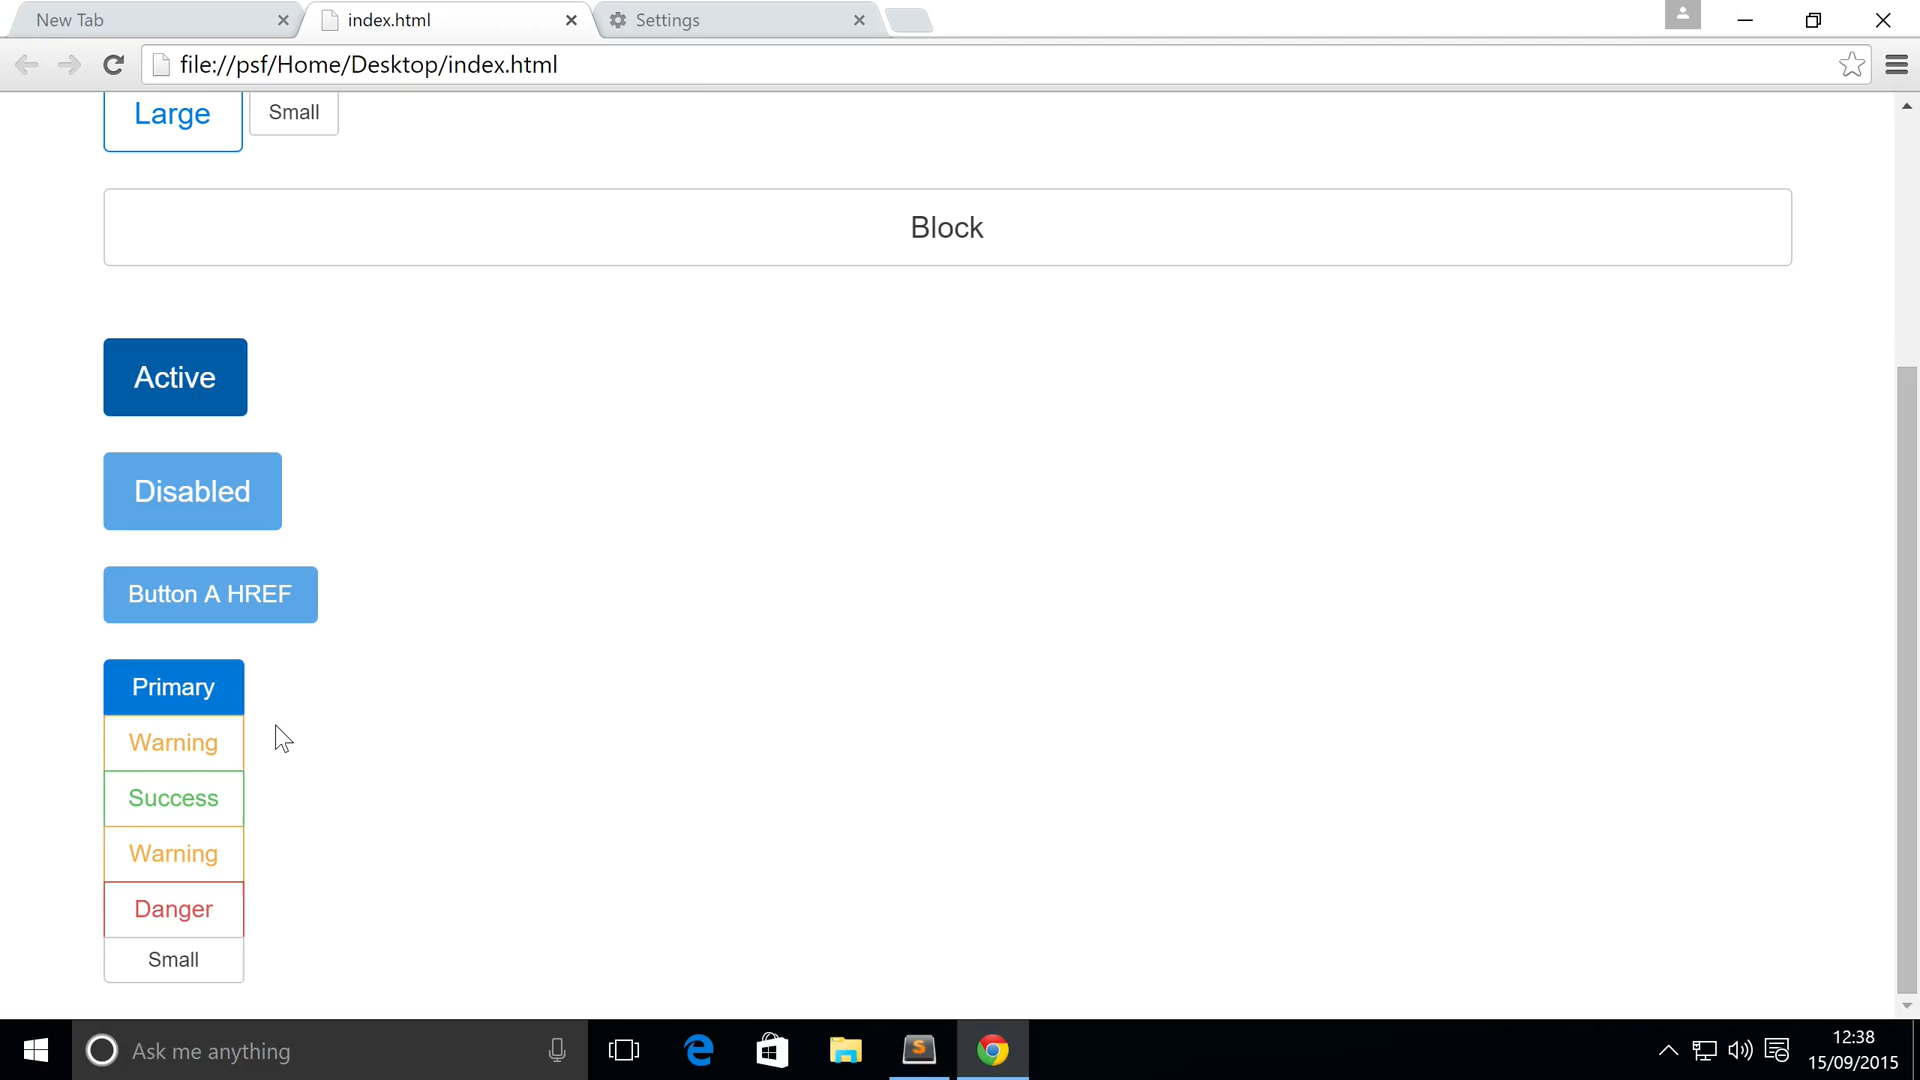 New Tab
index.html
Settings
file://psf/Home/Desktop/index.html
Large
Small
Block
Active
Disabled
Button A HREF
Primary
Warning
Success
Warning
Danger
Small
Ask me anything
12:38
15/09/2015